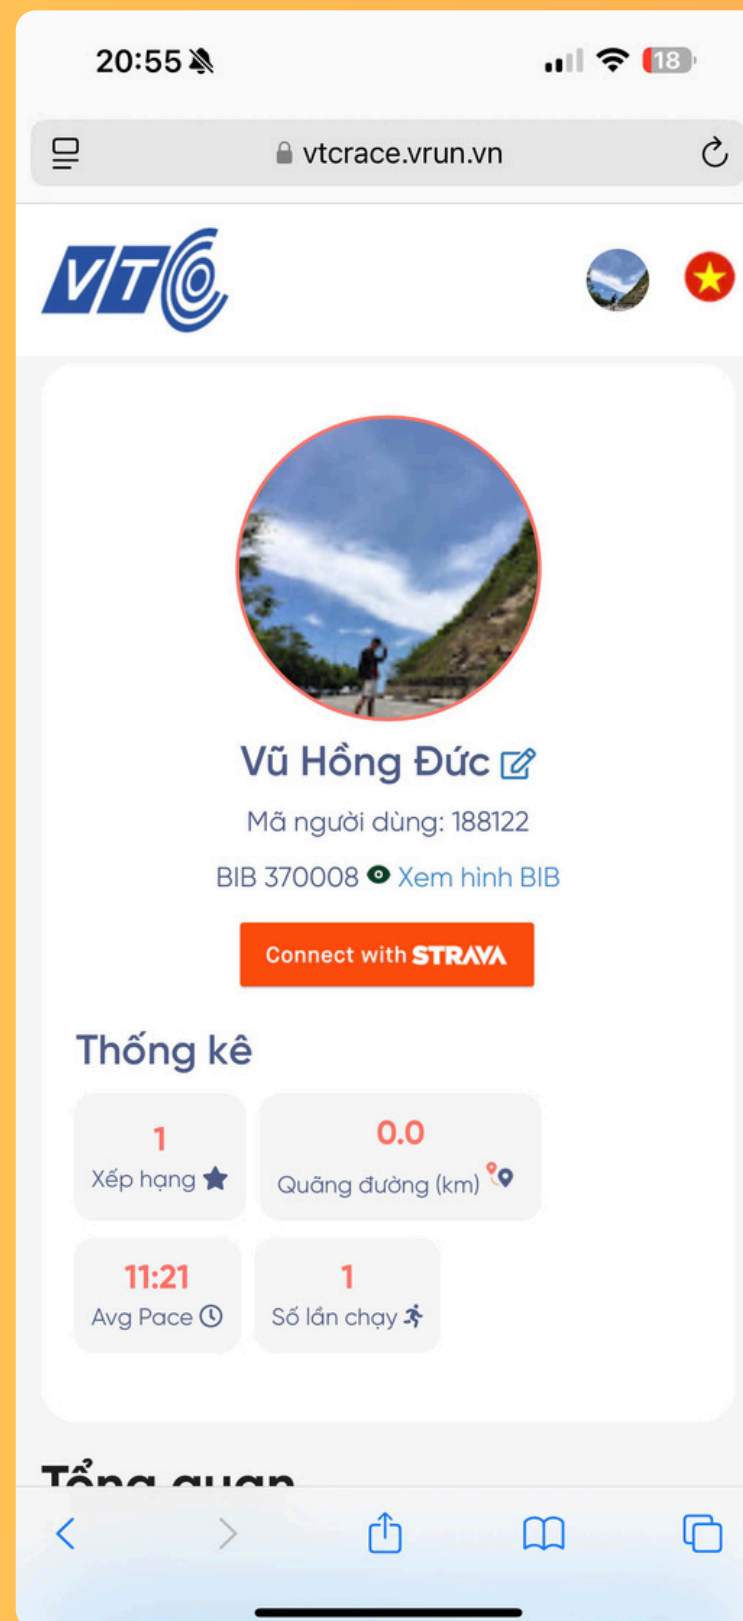 20:55
18
vtcrace.vrun.vn
VTC
Vũ Hồng Đức
Mã người dùng: 188122
BIB 370008 Xem hình BIB
Connect with STRAVA
Thống kê
1
Xếp hạng
0.0
Quãng đường (km)
11:21
Avg Pace
1
Số lần chạy
Tổng quan